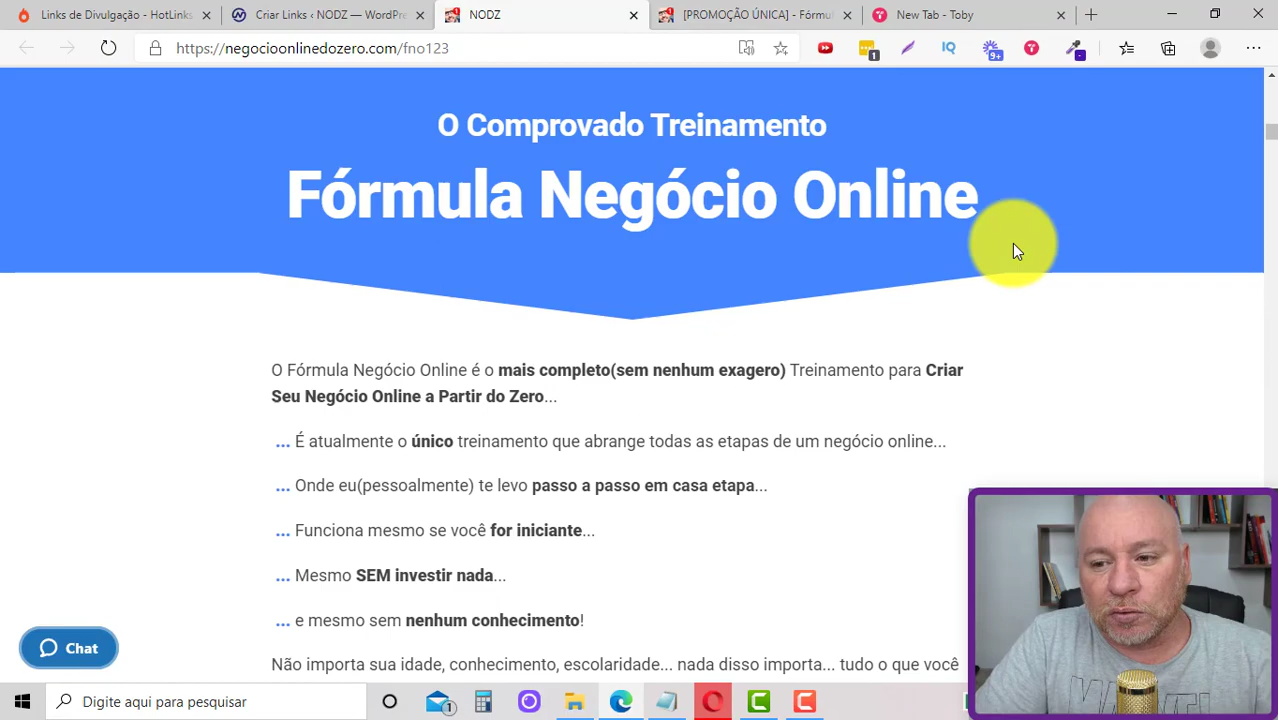 Links de Divulgação - HotLinks
Criar Links ‹ NODZ — WordPre
NODZ
[PROMOÇÃO ÚNICA] - Fórmul
New Tab - Toby
https://negocioonlinedozero.com/fno123
IQ
1
9+
O Comprovado Treinamento
Fórmula Negócio Online
O Fórmula Negócio Online é o mais completo(sem nenhum exagero) Treinamento para Criar
Seu Negócio Online a Partir do Zero...
... É atualmente o único treinamento que abrange todas as etapas de um negócio online...
... Onde eu(pessoalmente) te levo passo a passo em casa etapa...
... Funciona mesmo se você for iniciante...
... Mesmo SEM investir nada...
... e mesmo sem nenhum conhecimento!
Não importa sua idade, conhecimento, escolaridade... nada disso importa... tudo o que você
Chat
Digite aqui para pesquisar
1